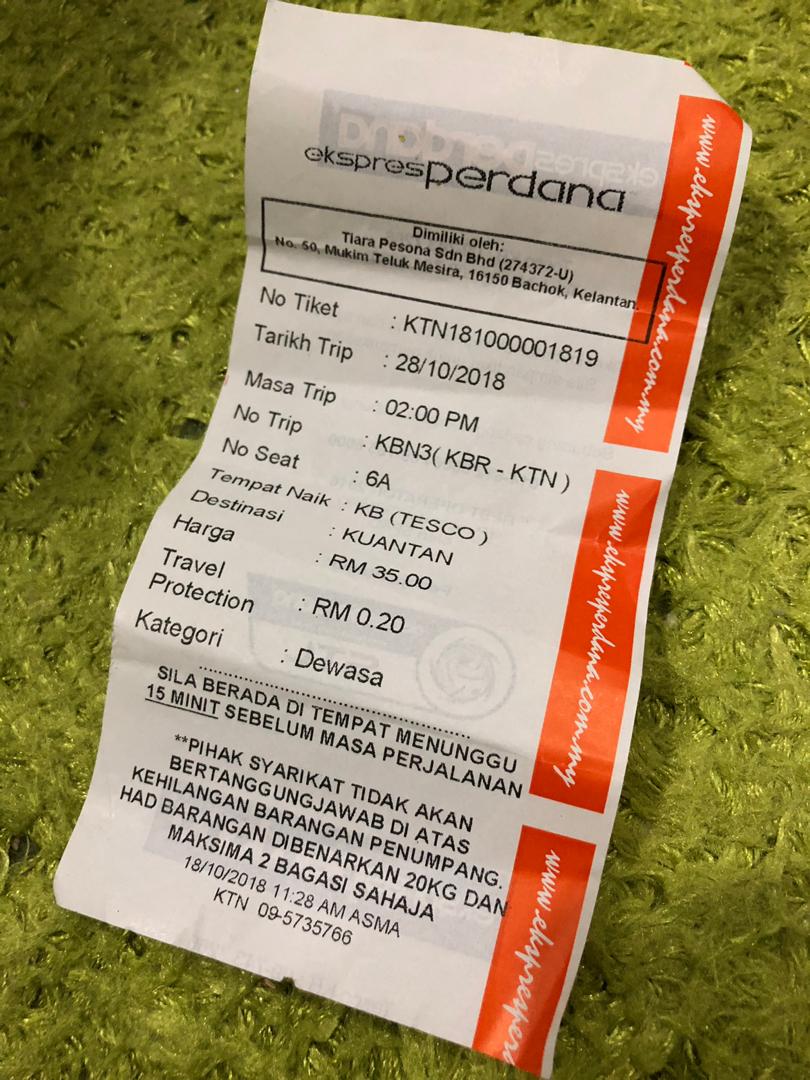 ekspresperdana
Dimiliki oleh:
Tiara Pesona Sdn Bhd (274372-U)
No. 50, Mukim Teluk Mesira, 16150 Bachok, Kelantan.
No Tiket : KTN181000001819
Tarikh Trip : 28/10/2018
Masa Trip : 02:00 PM
No Trip : KBN3( KBR - KTN )
No Seat : 6A
Tempat Naik : KB (TESCO )
Destinasi : KUANTAN
Harga : RM 35.00
Travel
Protection : RM 0.20
Kategori : Dewasa
SILA BERADA DI TEMPAT MENUNGGU
15 MINIT SEBELUM MASA PERJALANAN
**PIHAK SYARIKAT TIDAK AKAN
BERTANGGUNGJAWAB DI ATAS
KEHILANGAN BARANGAN PENUMPANG.
HAD BARANGAN DIBENARKAN 20KG DAN
MAKSIMA 2 BAGASI SAHAJA
18/10/2018 11:28 AM ASMA
KTN 09-5735766
www.ekspresperdana.com.my
www.ekspresperdana.com.my
www.ekspresper